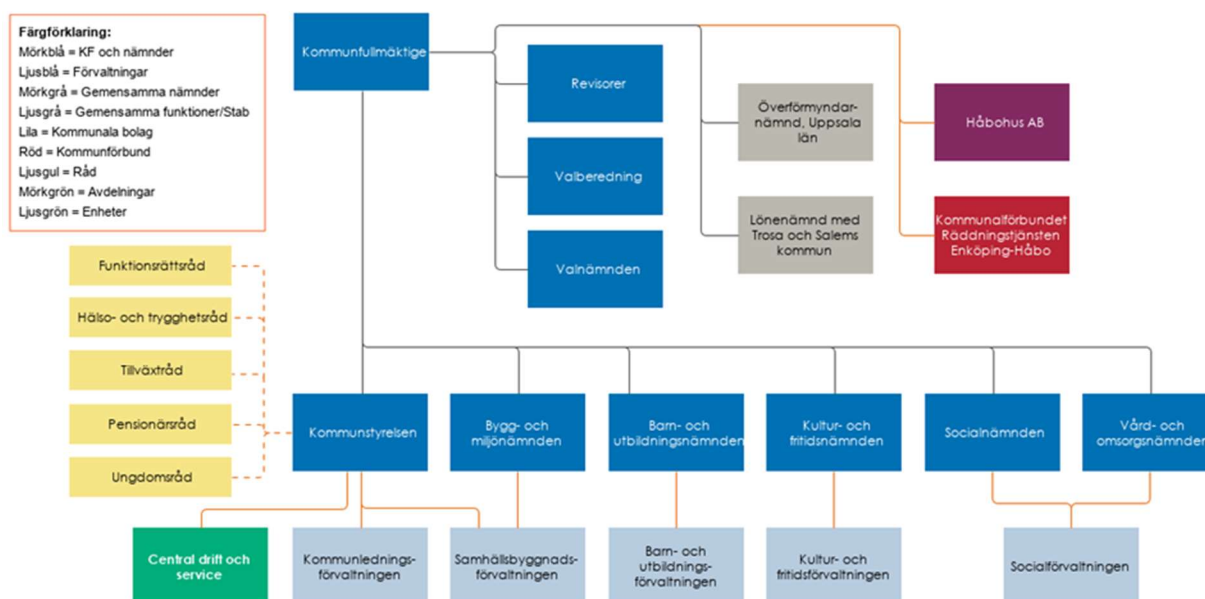 Färgförklaring:
Mörkblå = KF och nämnder
Ljusblå = Förvaltningar
Mörkgrå = Gemensamma nämnder
Ljusgrå = Gemensamma funktioner/Stab
Lila = Kommunala bolag
Röd = Kommunförbund
Ljusgul = Råd
Mörkgrön = Avdelningar
Ljusgrön = Enheter
Kommunfullmäktige
Revisorer
Valberedning
Valnämnden
Överförmyndar-
nämnd, Uppsala
län
Lönenämnd med
Trosa och Salems
kommun
Håbohus AB
Kommunalförbundet
Räddningstjänsten
Enköping-Håbo
Funktionsrättsråd
Hälso- och trygghetsråd
Tillväxtråd
Pensionärsråd
Ungdomsråd
Kommunstyrelsen
Bygg- och
miljönämnden
Barn- och
utbildningsnämnden
Kultur- och
fritidsnämnden
Socialnämnden
Vård- och
omsorgsnämnden
Central drift och
service
Kommunlednings-
förvaltningen
Samhällsbyggnads-
förvaltningen
Barn- och
utbildnings-
förvaltningen
Kultur- och
fritidsförvaltningen
Socialförvaltningen